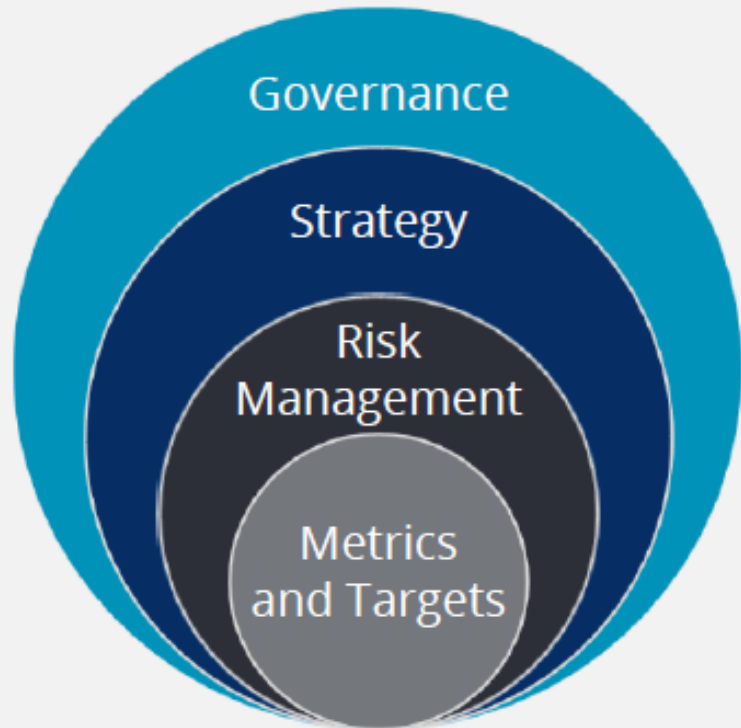 Governance
Strategy
Risk
Management
Metrics
and Targets